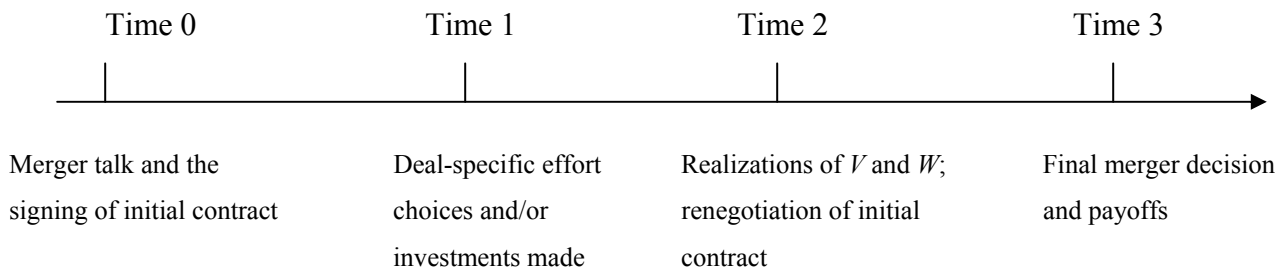 Time 0
Time 1
Time 2
Time 3
Merger talk and the
signing of initial contract
Deal-specific effort
choices and/or
investments made
Realizations of V and W;
renegotiation of initial
contract
Final merger decision
and payoffs